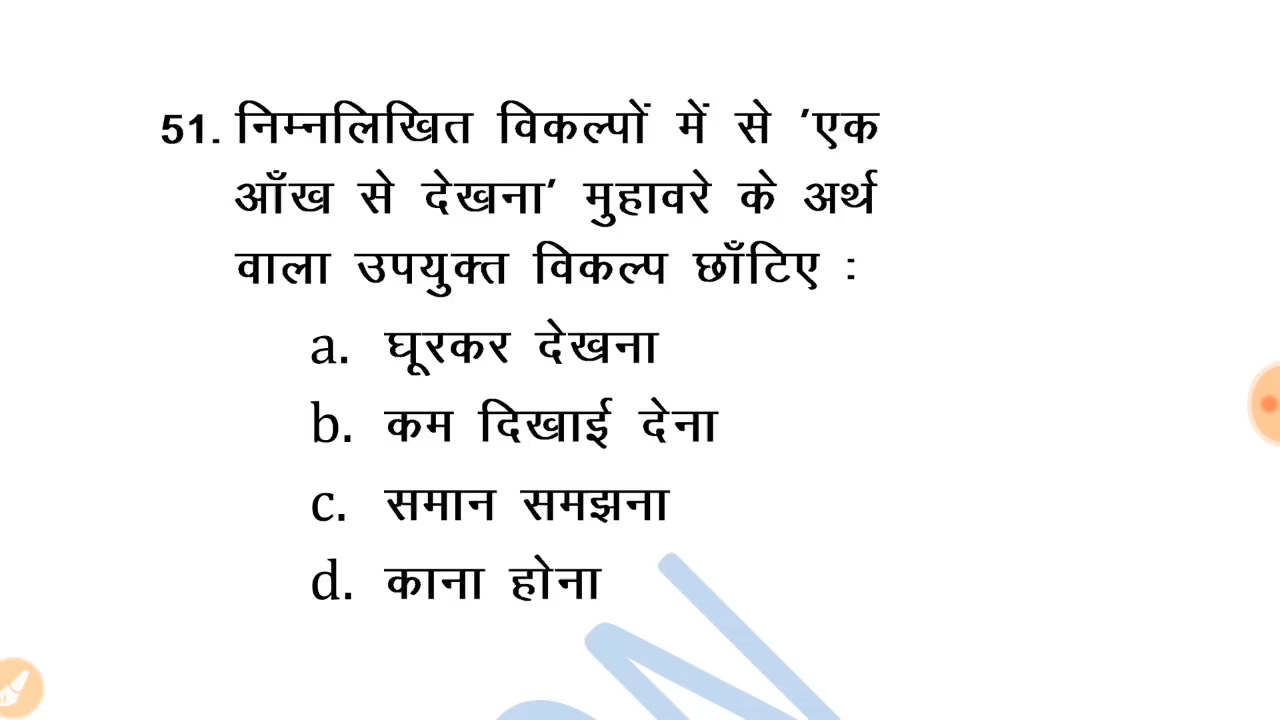 51. निम्नलिखित विकल्पों में से 'एक
आँख से देखना' मुहावरे के अर्थ
वाला उपयुक्त विकल्प छाँटिए :
a. घूरकर देखना
b. कम दिखाई देना
c. समान समझना
d. काना होना